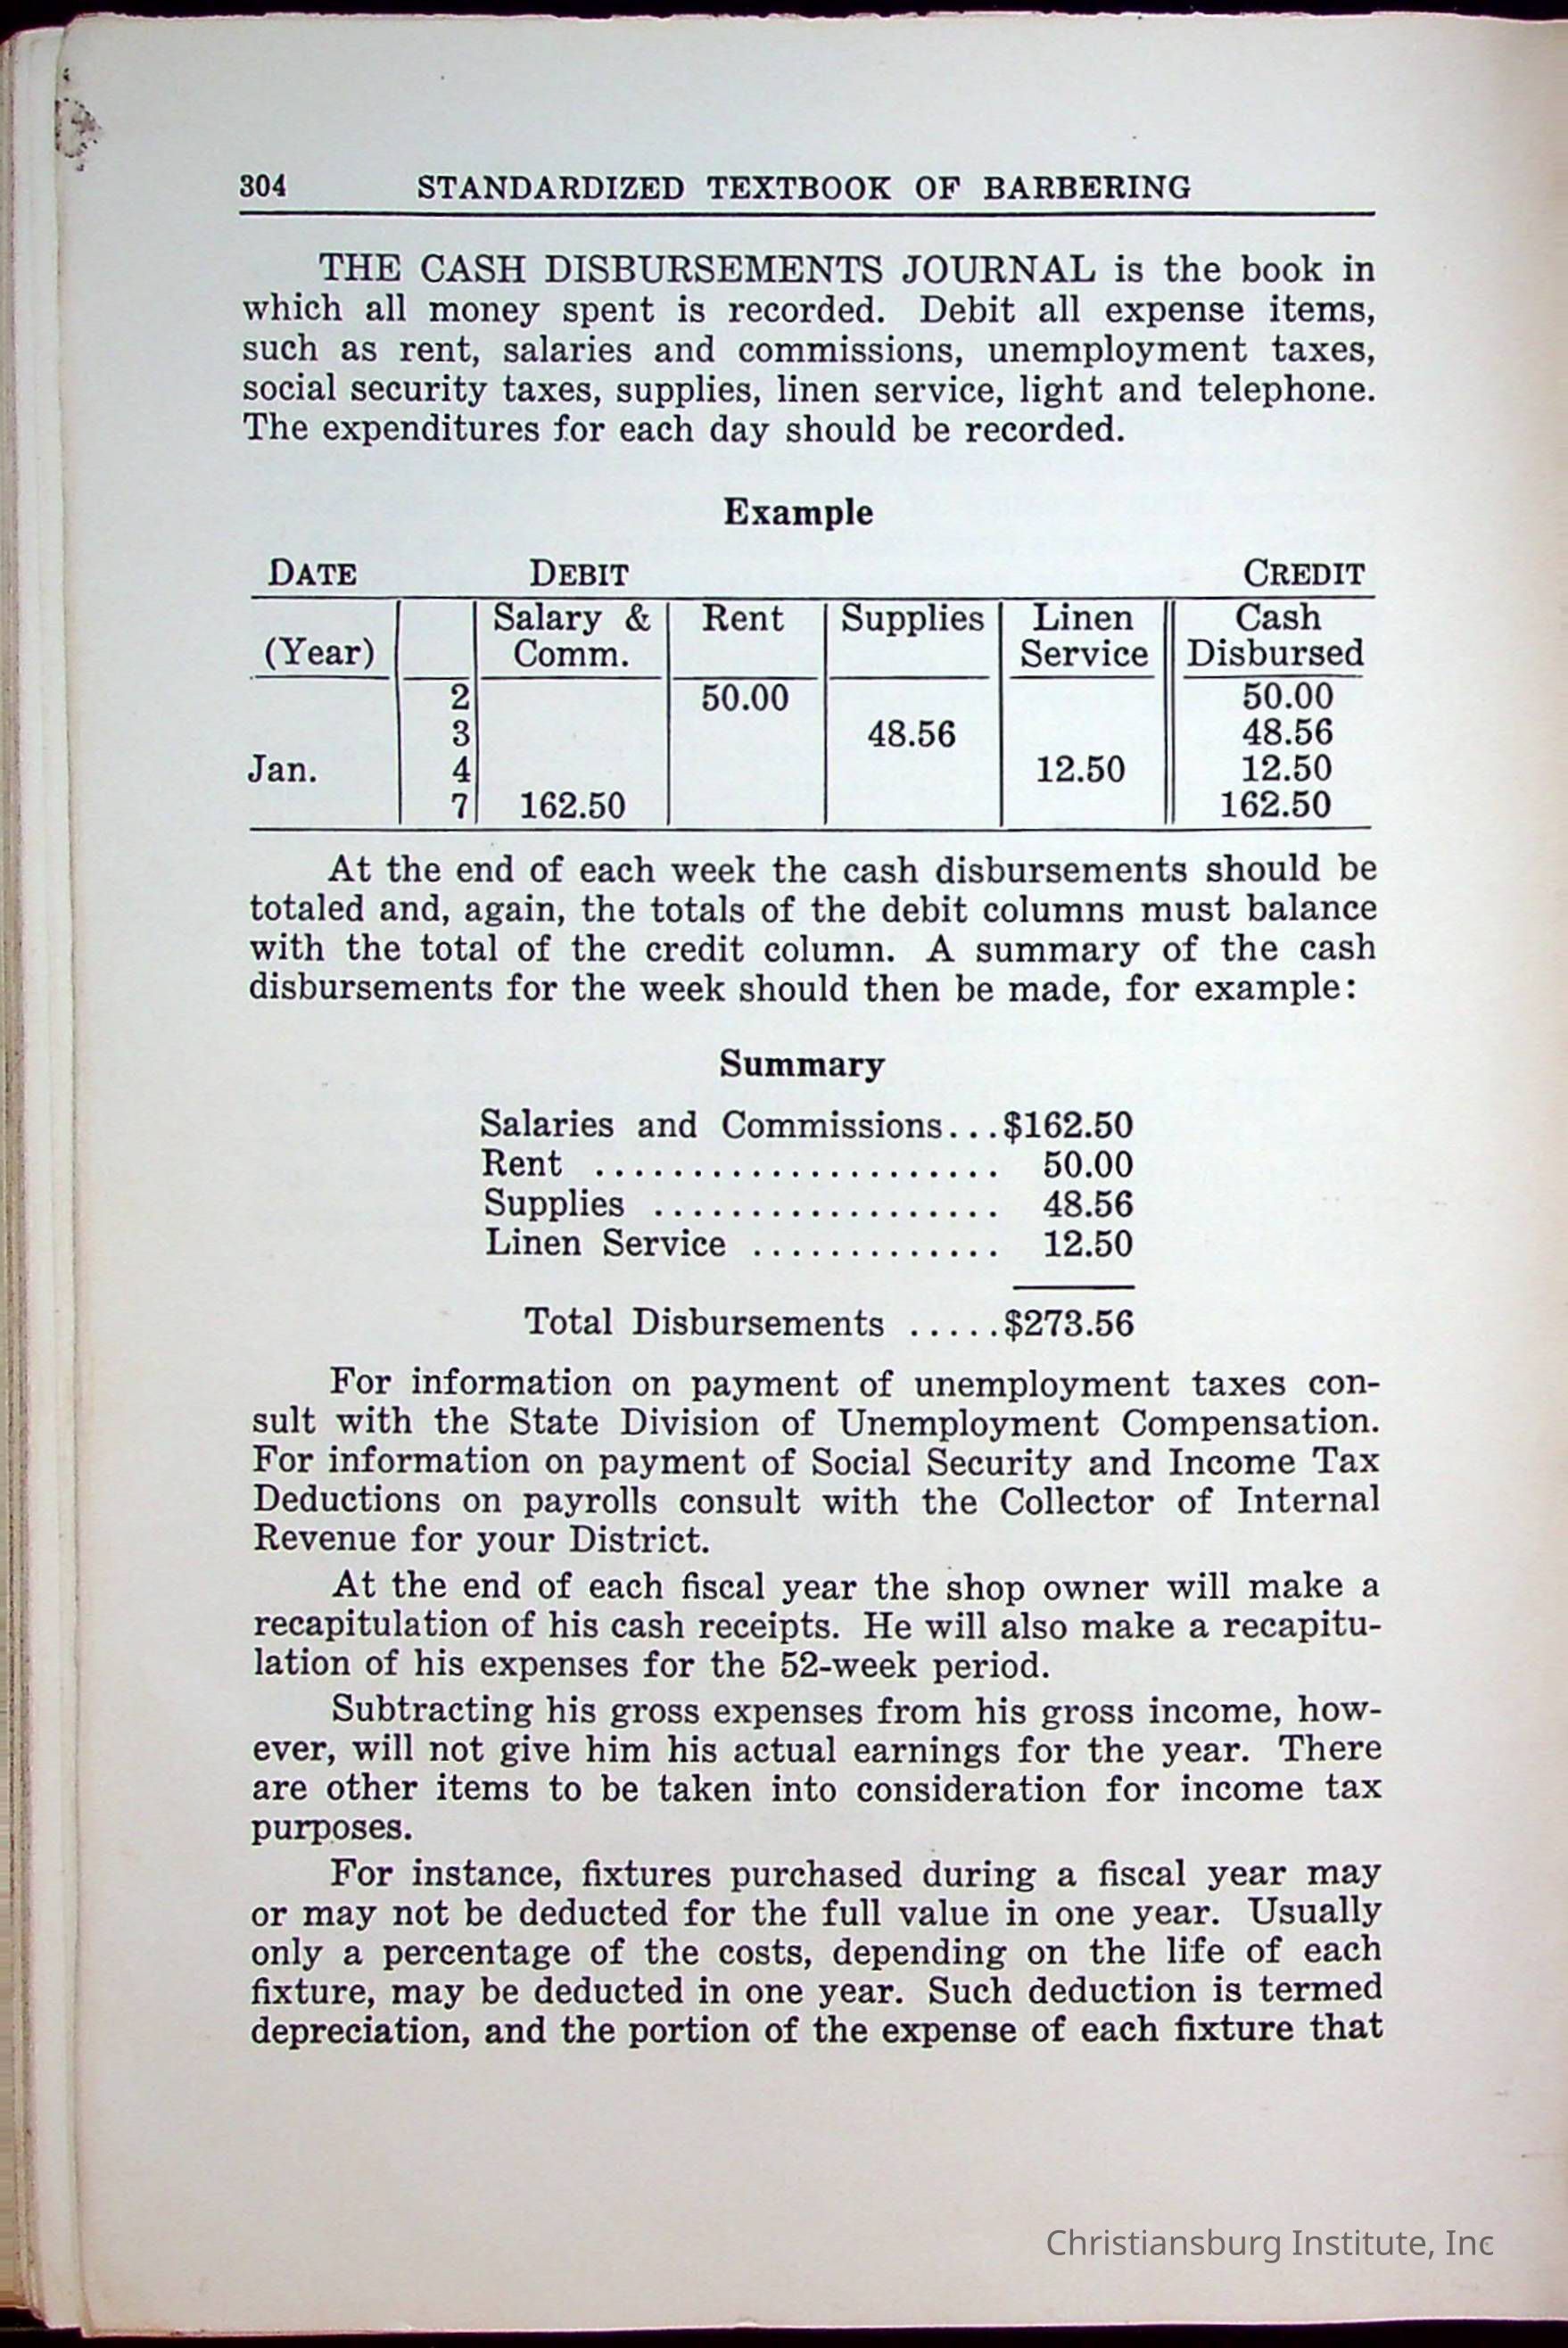 304 STANDARDIZED TEXTBOOK OF BARBERING
THE CASH DISBURSEMENTS JOURNAL is the book in
which all money spent is recorded. Debit all expense items,
such as rent, salaries and commissions, unemployment taxes,
social security taxes, supplies, linen service, light and telephone.
The expenditures for each day should be recorded.
Example
DATE DEBIT CREDIT
Salary & Rent Supplies Linen Cash
(Year) Comm. Service Disbursed
2 50.00 50.00
3 48.56 48.56
Jan. 4 12.50 12.50
7 162.50 162.50
At the end of each week the cash disbursements should be
totaled and, again, the totals of the debit columns must balance
with the total of the credit column. A summary of the cash
disbursements for the week should then be made, for example:
Summary
Salaries and Commissions...$162.50
Rent ..................... 50.00
Supplies .................. 48.56
Linen Service ............. 12.50
Total Disbursements .....$273.56
For information on payment of unemployment taxes con-
sult with the State Division of Unemployment Compensation.
For information on payment of Social Security and Income Tax
Deductions on payrolls consult with the Collector of Internal
Revenue for your District.
At the end of each fiscal year the shop owner will make a
recapitulation of his cash receipts. He will also make a recapitu-
lation of his expenses for the 52-week period.
Subtracting his gross expenses from his gross income, how-
ever, will not give him his actual earnings for the year. There
are other items to be taken into consideration for income tax
purposes.
For instance, fixtures purchased during a fiscal year may
or may not be deducted for the full value in one year. Usually
only a percentage of the costs, depending on the life of each
fixture, may be deducted in one year. Such deduction is termed
depreciation, and the portion of the expense of each fixture that
Christiansburg Institute, Inc